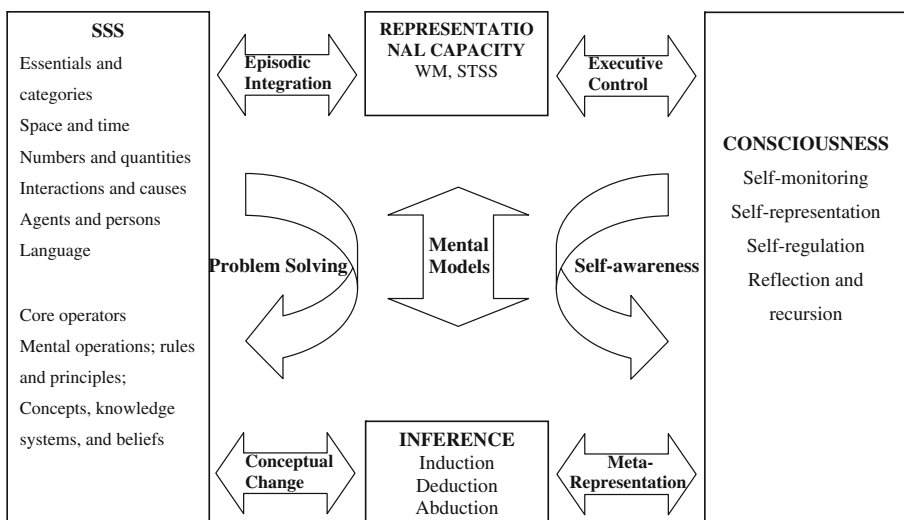 SSS
Essentials and
categories
Space and time
Numbers and quantities
Interactions and causes
Agents and persons
Language
Core operators
Mental operations; rules
and principles;
Concepts, knowledge
systems, and beliefs
Episodic
Integration
REPRESENTATIO
NAL CAPACITY
WM, STSS
Executive
Control
Problem Solving
Mental
Models
Self-awareness
Conceptual
Change
INFERENCE
Induction
Deduction
Abduction
Meta-
Representation
CONSCIOUSNESS
Self-monitoring
Self-representation
Self-regulation
Reflection and
recursion